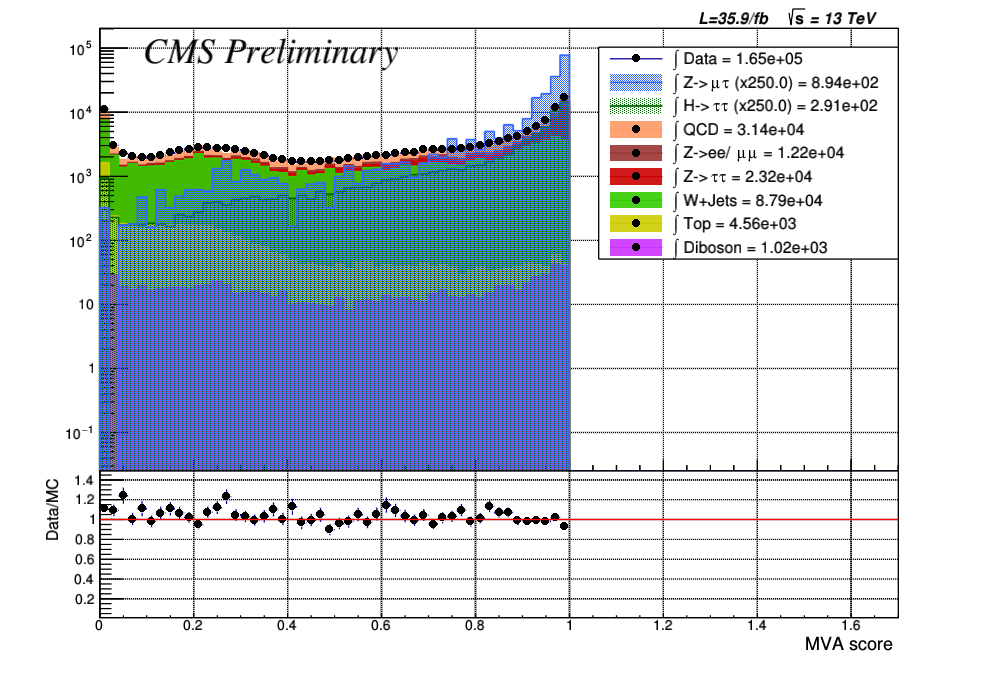 L=35.9/fb √s = 13 TeV
CMS Preliminary
∫ Data = 1.65e+05
∫ Z->μτ (x250.0) = 8.94e+02
∫ H->ττ (x250.0) = 2.91e+02
∫ QCD = 3.14e+04
∫ Z->ee/ μμ = 1.22e+04
∫ Z->ττ = 2.32e+04
∫ W+Jets = 8.79e+04
∫ Top = 4.56e+03
∫ Diboson = 1.02e+03
10⁵
10⁴
10³
10²
10
1
10⁻¹
Data/MC
1.4
1.2
1
0.8
0.6
0.4
0.2
0 0.2 0.4 0.6 0.8 1 1.2 1.4 1.6
MVA score